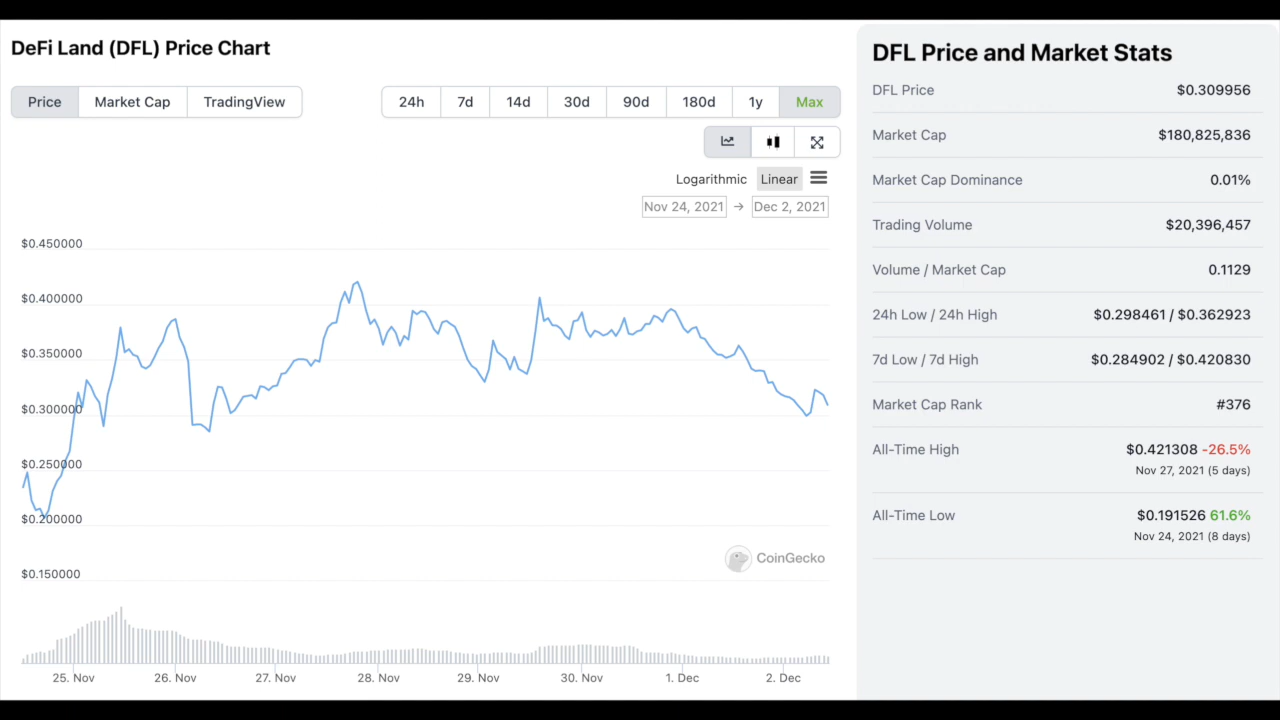 DeFi Land (DFL) Price Chart
Price Market Cap TradingView 24h 7d 14d 30d 90d 180d 1y Max
Logarithmic Linear
Nov 24, 2021 → Dec 2, 2021
$0.450000
$0.400000
$0.350000
$0.300000
$0.250000
$0.200000
$0.150000
CoinGecko
25. Nov 26. Nov 27. Nov 28. Nov 29. Nov 30. Nov 1. Dec 2. Dec
DFL Price and Market Stats
DFL Price $0.309956
Market Cap $180,825,836
Market Cap Dominance 0.01%
Trading Volume $20,396,457
Volume / Market Cap 0.1129
24h Low / 24h High $0.298461 / $0.362923
7d Low / 7d High $0.284902 / $0.420830
Market Cap Rank #376
All-Time High $0.421308 -26.5%
Nov 27, 2021 (5 days)
All-Time Low $0.191526 61.6%
Nov 24, 2021 (8 days)